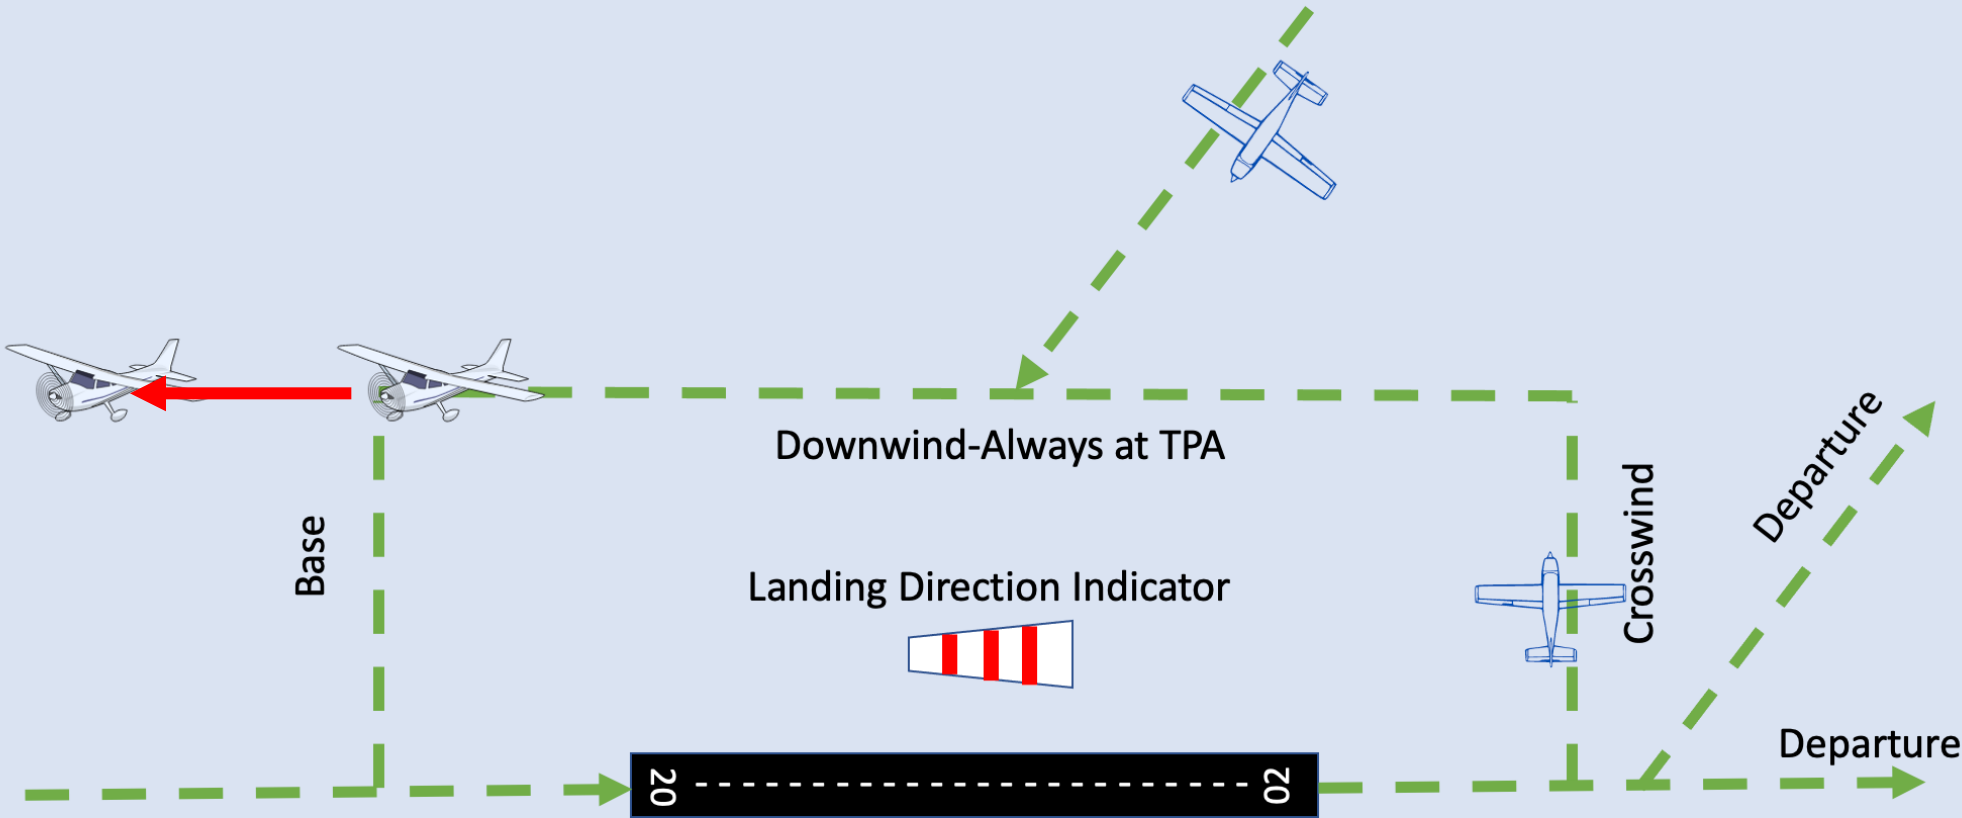 Downwind-Always at TPA
Departure
Base
Crosswind
Landing Direction Indicator
Departure
20
02